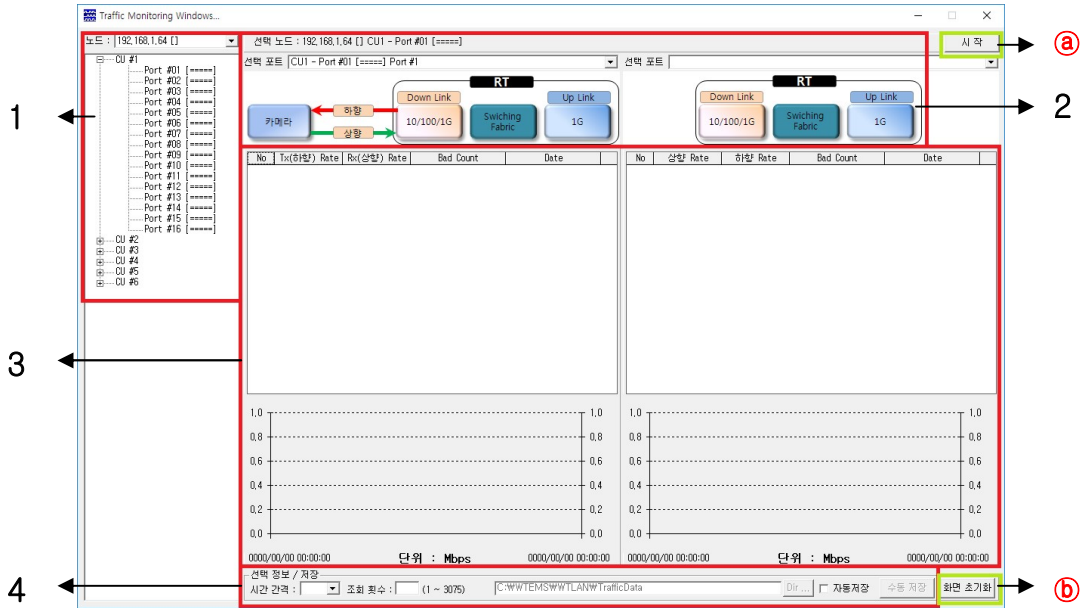 Traffic Monitoring Windows...
노드 : 192,168,1,64 []
선택 노드 : 192,168,1,64 [] CU1 - Port #01 [=====]
시 작
ⓐ
CU #1
Port #01 [=====]
Port #02 [=====]
Port #03 [=====]
Port #04 [=====]
Port #05 [=====]
Port #06 [=====]
Port #07 [=====]
Port #08 [=====]
Port #09 [=====]
Port #10 [=====]
Port #11 [=====]
Port #12 [=====]
Port #13 [=====]
Port #14 [=====]
Port #15 [=====]
Port #16 [=====]
CU #2
CU #3
CU #4
CU #5
CU #6
1
선택 포트 CU1 - Port #01 [=====] Port #1
선택 포트
RT
Down Link
Up Link
카메라
하향
상향
10/100/1G
Swiching
Fabric
1G
RT
Down Link
Up Link
10/100/1G
Swiching
Fabric
1G
2
No Tx(하향) Rate Rx(상향) Rate Bad Count Date
No 상향 Rate 하향 Rate Bad Count Date
3
1,0 1,0
0,8 0,8
0,6 0,6
0,4 0,4
0,2 0,2
0,0 0,0
0000/00/00 00:00:00 단위 : Mbps 0000/00/00 00:00:00
1,0 1,0
0,8 0,8
0,6 0,6
0,4 0,4
0,2 0,2
0,0 0,0
0000/00/00 00:00:00 단위 : Mbps 0000/00/00 00:00:00
4
선택 정보 / 저장
시간 간격 : 조회 횟수 : (1 ~ 3075) C:\WTEMS\WTLAN\TrafficData Dir ... 자동저장 수동 저장 화면 초기화
ⓑ